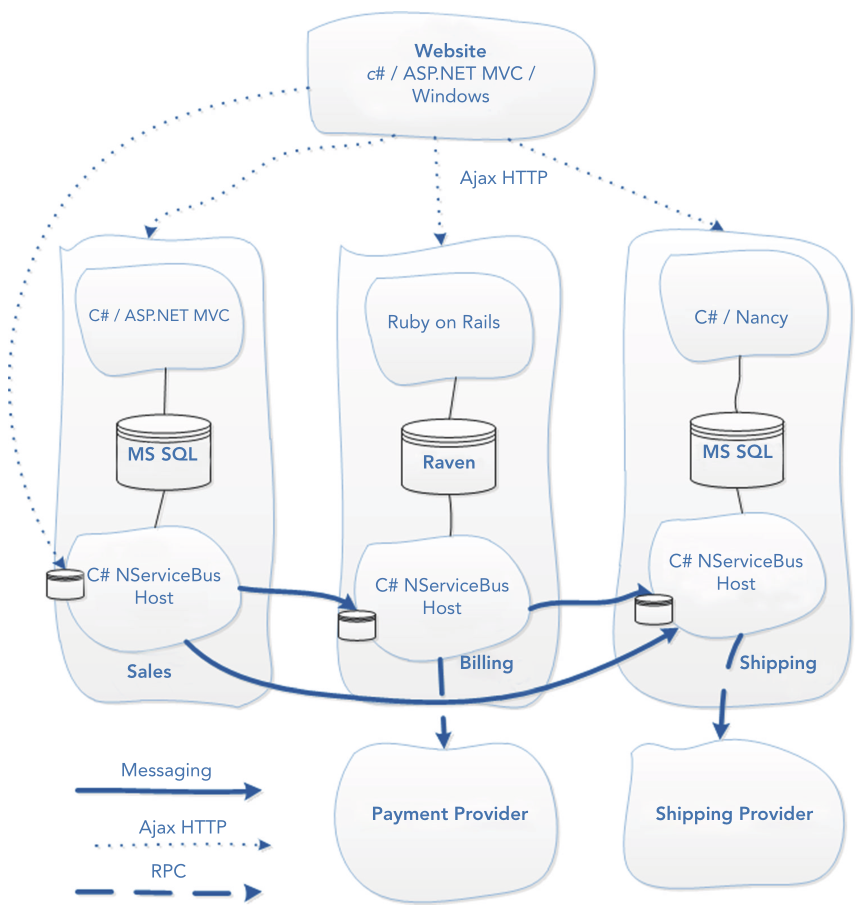 Website
c# / ASP.NET MVC /
Windows
Ajax HTTP
C# / ASP.NET MVC
Ruby on Rails
C# / Nancy
MS SQL
Raven
MS SQL
C# NServiceBus
Host
C# NServiceBus
Host
C# NServiceBus
Host
Sales
Billing
Shipping
Messaging
Ajax HTTP
RPC
Payment Provider
Shipping Provider